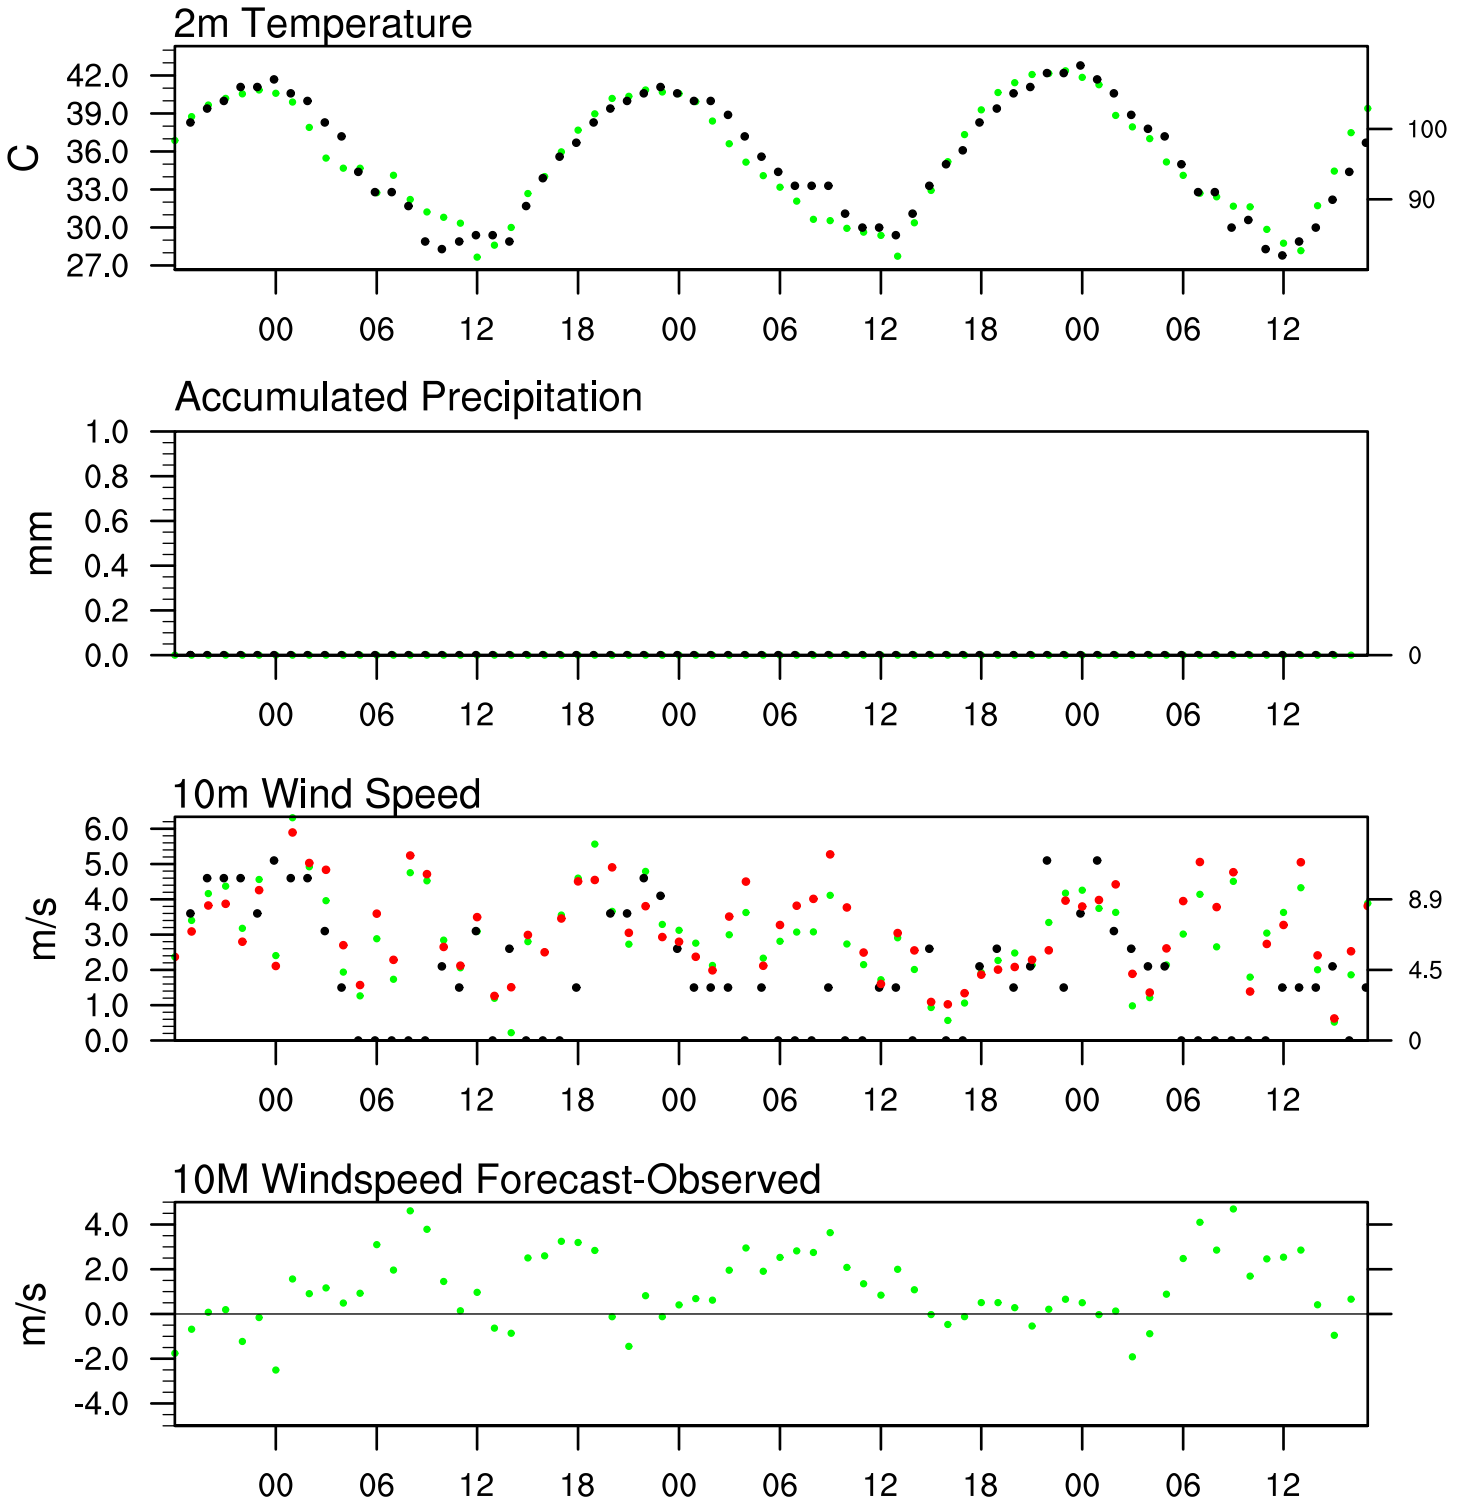 2m Temperature
42.0
39.0
36.0
33.0
30.0
27.0
C
100
90
00 06 12 18 00 06 12 18 00 06 12
Accumulated Precipitation
1.0
0.8
0.6
0.4
0.2
0.0
mm
0
00 06 12 18 00 06 12 18 00 06 12
10m Wind Speed
6.0
5.0
4.0
3.0
2.0
1.0
0.0
m/s
8.9
4.5
0
00 06 12 18 00 06 12 18 00 06 12
10M Windspeed Forecast-Observed
4.0
2.0
0.0
-2.0
-4.0
m/s
00 06 12 18 00 06 12 18 00 06 12